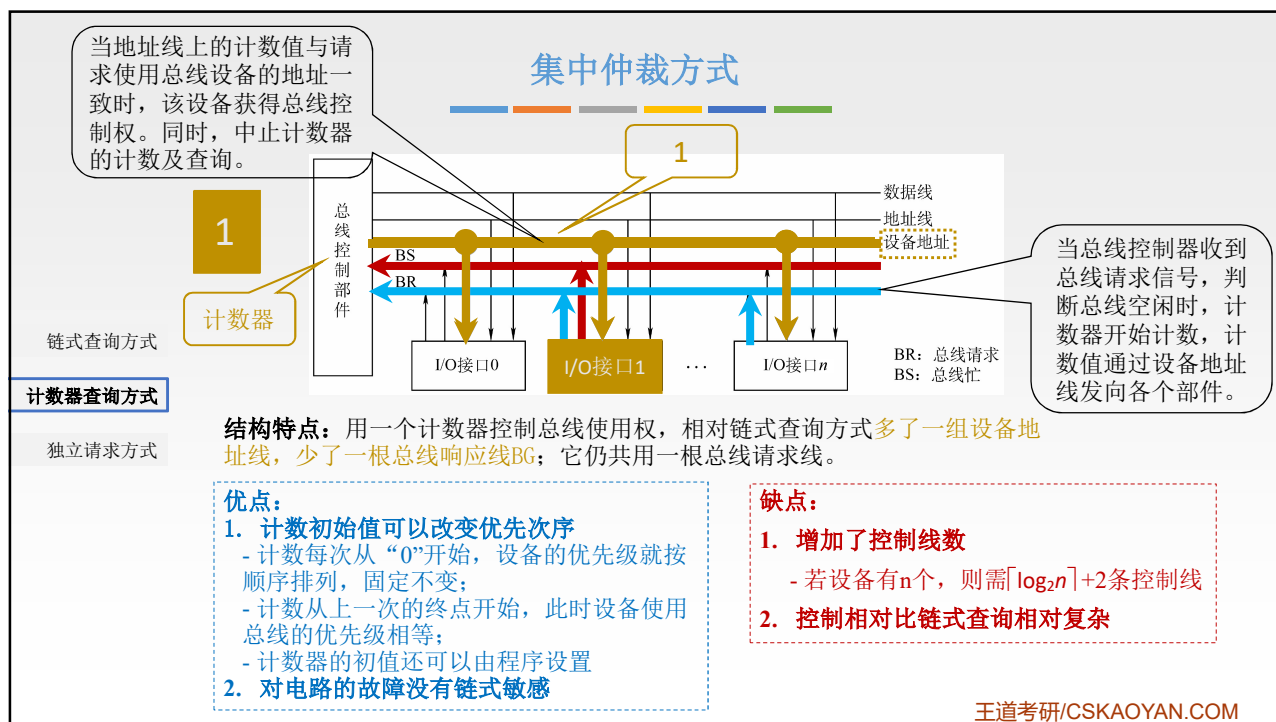 集中仲裁方式
当地址线上的计数值与请
求使用总线设备的地址一
致时，该设备获得总线控
制权。同时，中止计数器
的计数及查询。
1
1
计数器
总
线
控
制
部
件
数据线
地址线
设备地址
BS
BR
I/O接口0
I/O接口1
…
I/O接口n
BR：总线请求
BS：总线忙
当总线控制器收到
总线请求信号，判
断总线空闲时，计
数器开始计数，计
数值通过设备地址
线发向各个部件。
链式查询方式
计数器查询方式
独立请求方式
结构特点：用一个计数器控制总线使用权，相对链式查询方式多了一组设备地
址线，少了一根总线响应线BG；它仍共用一根总线请求线。
优点：
1. 计数初始值可以改变优先次序
- 计数每次从“0”开始，设备的优先级就按
顺序排列，固定不变；
- 计数从上一次的终点开始，此时设备使用
总线的优先级相等；
- 计数器的初值还可以由程序设置
2. 对电路的故障没有链式敏感
缺点：
1. 增加了控制线数
- 若设备有n个，则需⌈log₂n⌉+2条控制线
2. 控制相对比链式查询相对复杂
王道考研/CSKAOYAN.COM